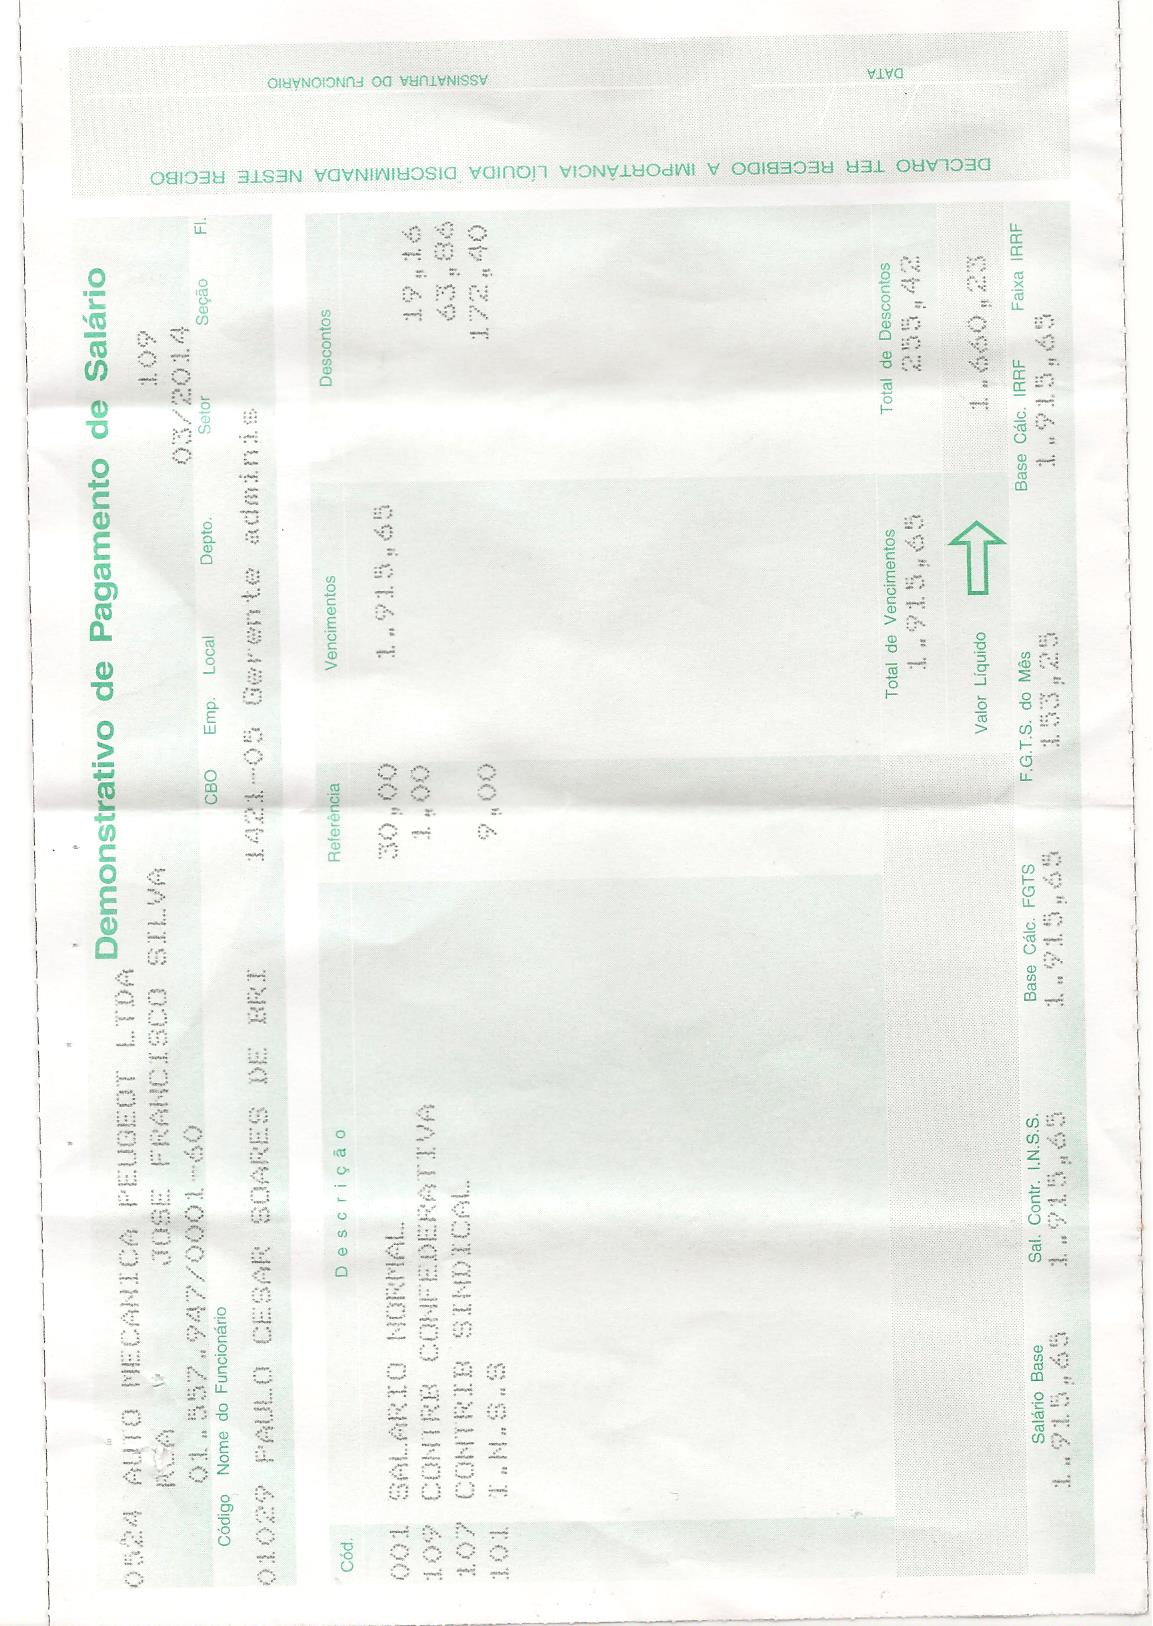 Demonstrativo de Pagamento de Salário
0524 AUTO MECANICA PEUGEOT LTDA
RUA JOSE FRANCISCO SILVA 109
01.557.947/0001-60 03/2014
Código Nome do Funcionário CBO Emp. Local Depto. Setor Seção Fl.
01029 PAULO CESAR SOARES DE BRI 1421-05 Gerente adminis
Cód. Descrição Referência Vencimentos Descontos
001 SALARIO NORMAL 30,00 1.915,65
109 CONTRB CONFEDERATIVA 1,00 19,16
107 CONTRIB SINDICAL 63,86
101 I.N.S.S 9,00 172,40
Total de Vencimentos Total de Descontos
1.915,65 255,42
Valor Líquido 1.660,23
Salário Base Sal. Contr. I.N.S.S. Base Cálc. FGTS F.G.T.S. do Mês Base Cálc. IRRF Faixa IRRF
1.915,65 1.915,65 1.915,65 153,25 1.915,65
DECLARO TER RECEBIDO A IMPORTÂNCIA LÍQUIDA DISCRIMINADA NESTE RECIBO
DATA
ASSINATURA DO FUNCIONÁRIO